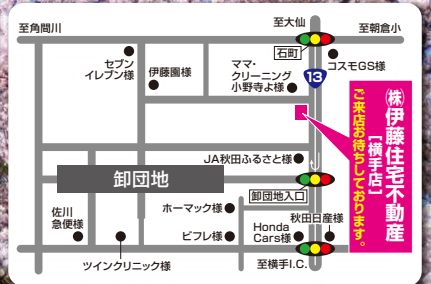 至角間川
至大仙
至朝倉小
石町
セブン
イレブン様
伊藤園様
ママ・
クリーニング
小野寺よ様
コスモGS様
13
㈱伊藤住宅不動産
［横手店］
ご来店お待ちしております。
JA秋田ふるさと様
卸団地
卸団地入口
佐川
急便様
ホーマック様
ビフレ様
Honda
Cars様
秋田日産様
ツインクリニック様
至横手I.C.